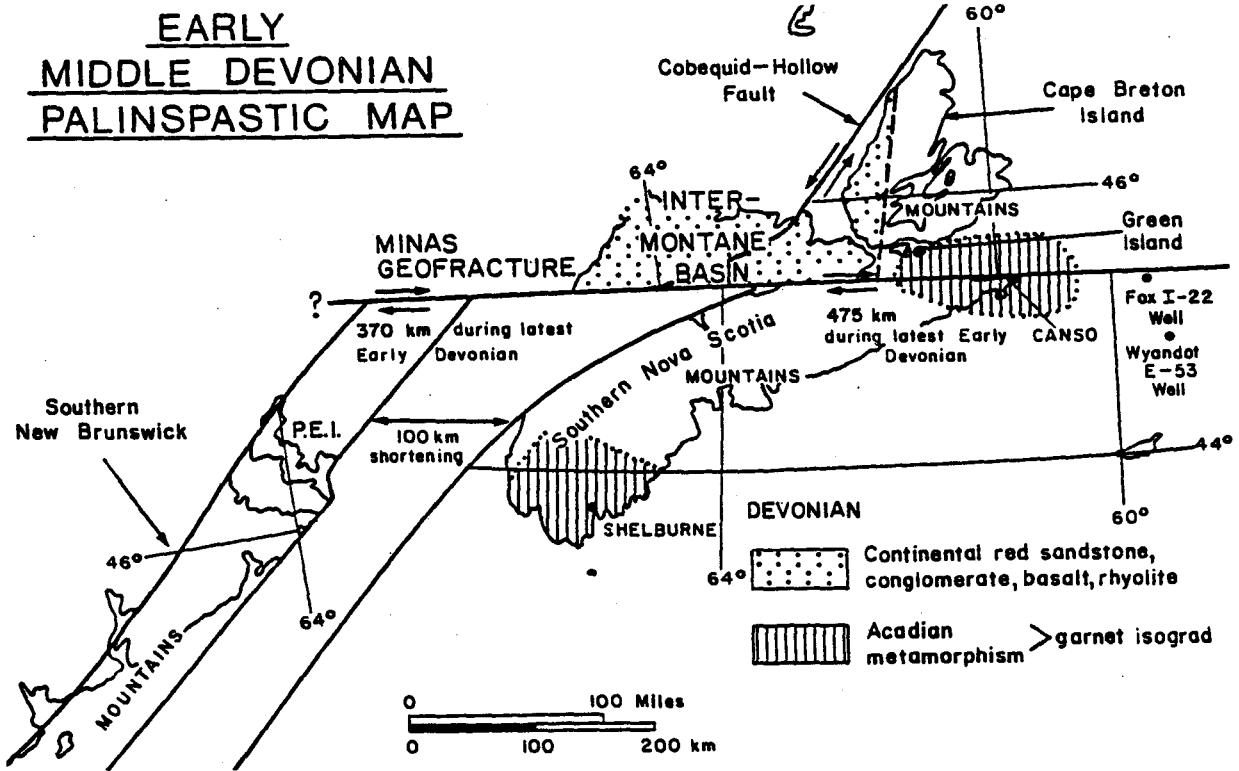 EARLY
MIDDLE DEVONIAN
PALINSPASTIC MAP
60°
Cobequid-Hollow
Fault
Cape Breton
Island
64°
46°
INTER-
MOUNTAINS
MONTANE
BASIN
Green
Island
MINAS
GEOFRACTURE
?
370 km during latest
Early Devonian
475 km
during latest Early
Devonian
CANSO
Fox I-22
Well
Wyandot
E-53
Well
Southern Nova Scotia
MOUNTAINS
Southern
New Brunswick
P.E.I.
100 km
shortening
44°
SHELBURNE
DEVONIAN
60°
46°
64°
64°
Continental red sandstone,
conglomerate, basalt, rhyolite
Acadian
metamorphism > garnet isograd
MOUNTAINS
0 100 Miles
0 100 200 km